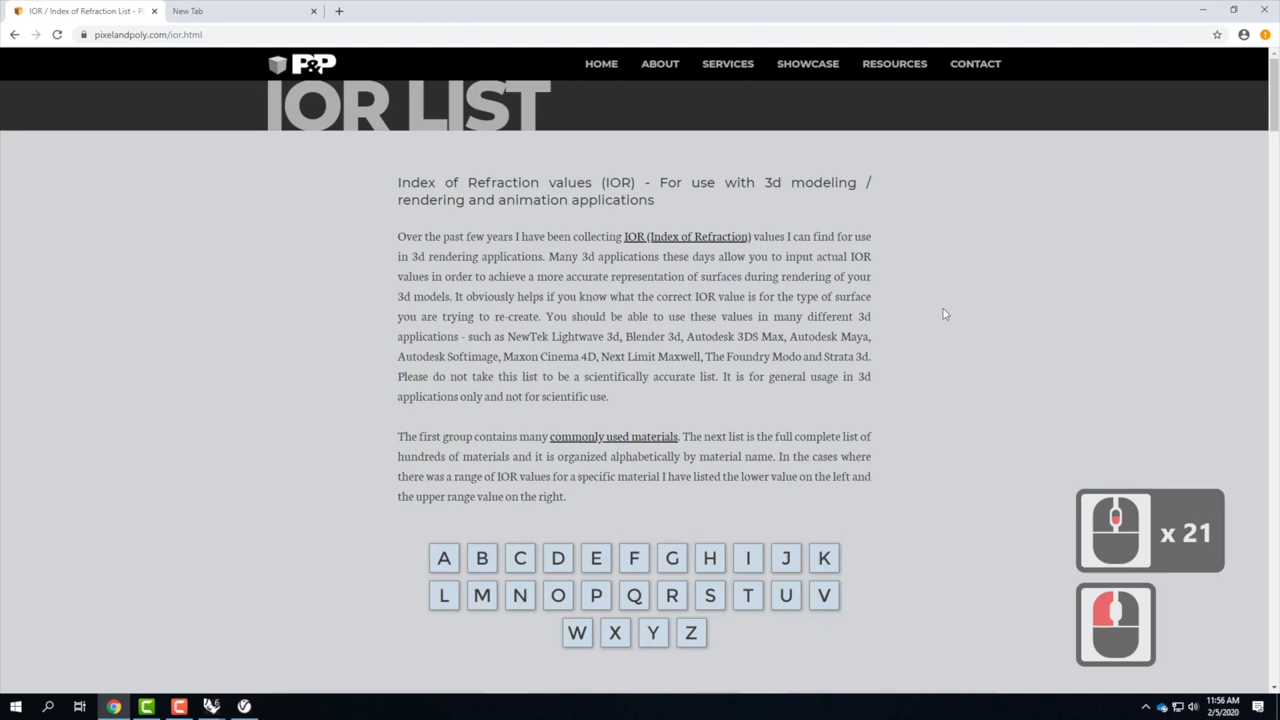 IOR / Index of Refraction List - P
New Tab
pixelandpoly.com/ior.html
P&P
HOME ABOUT SERVICES SHOWCASE RESOURCES CONTACT
IOR LIST
Index of Refraction values (IOR) - For use with 3d modeling /
rendering and animation applications
Over the past few years I have been collecting IOR (Index of Refraction) values I can find for use
in 3d rendering applications. Many 3d applications these days allow you to input actual IOR
values in order to achieve a more accurate representation of surfaces during rendering of your
3d models. It obviously helps if you know what the correct IOR value is for the type of surface
you are trying to re-create. You should be able to use these values in many different 3d
applications - such as NewTek Lightwave 3d, Blender 3d, Autodesk 3DS Max, Autodesk Maya,
Autodesk Softimage, Maxon Cinema 4D, Next Limit Maxwell, The Foundry Modo and Strata 3d.
Please do not take this list to be a scientifically accurate list. It is for general usage in 3d
applications only and not for scientific use.
The first group contains many commonly used materials. The next list is the full complete list of
hundreds of materials and it is organized alphabetically by material name. In the cases where
there was a range of IOR values for a specific material I have listed the lower value on the left and
the upper range value on the right.
A B C D E F G H I J K
L M N O P Q R S T U V
W X Y Z
x 21
11:56 AM
2/5/2020